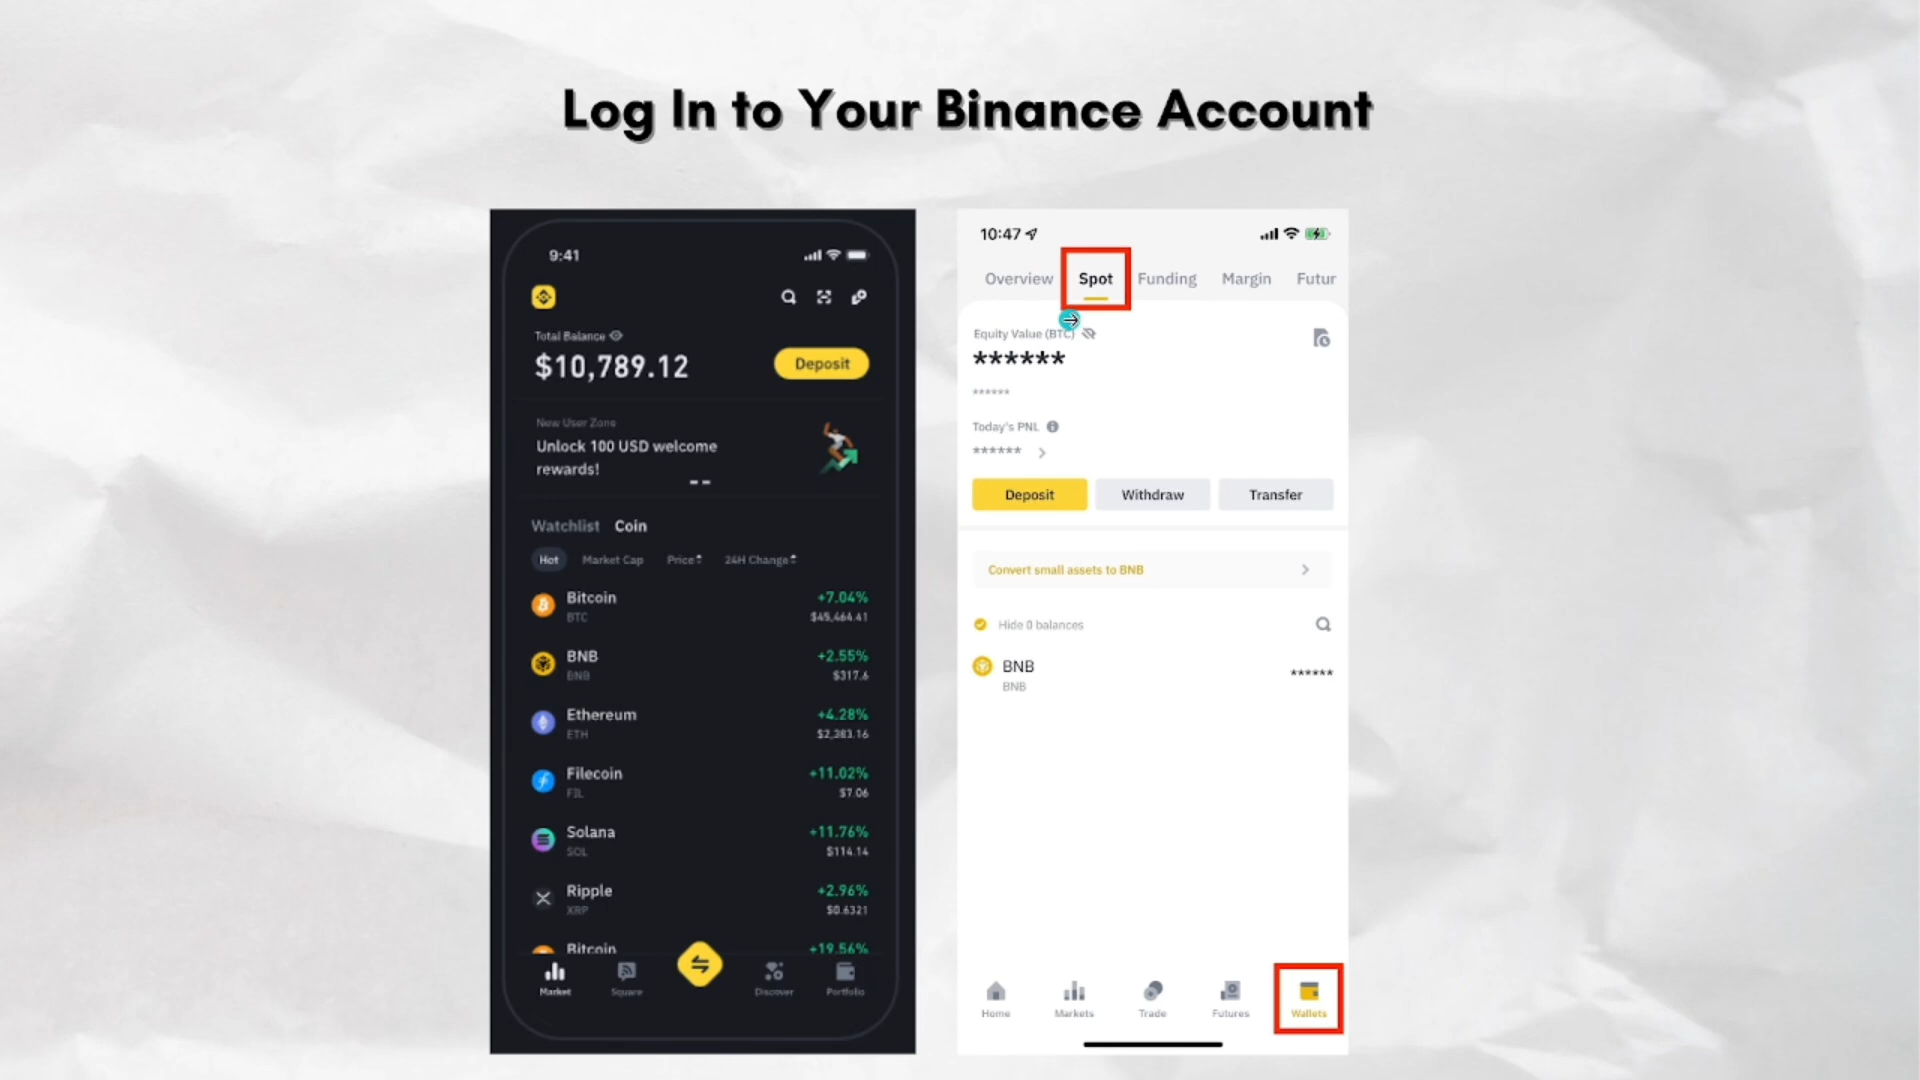 Log In to Your Binance Account
9:41
Total Balance
$10,789.12
Deposit
New User Zone
Unlock 100 USD welcome
rewards!
Watchlist Coin
Hot Market Cap Price 24H Change
Bitcoin +7.04%
BTC $45,464.41
BNB +2.55%
BNB $317.6
Ethereum +4.28%
ETH $2,383.16
Filecoin +11.02%
FIL $7.06
Solana +11.76%
SOL $114.14
Ripple +2.96%
XRP $0.6321
Bitcoin +19.56%
Market Square Discover Portfolio
10:47
Overview Spot Funding Margin Futur
Equity Value (BTC)
******
******
Today's PNL
******
Deposit Withdraw Transfer
Convert small assets to BNB
Hide 0 balances
BNB ******
BNB
Home Markets Trade Futures Wallets